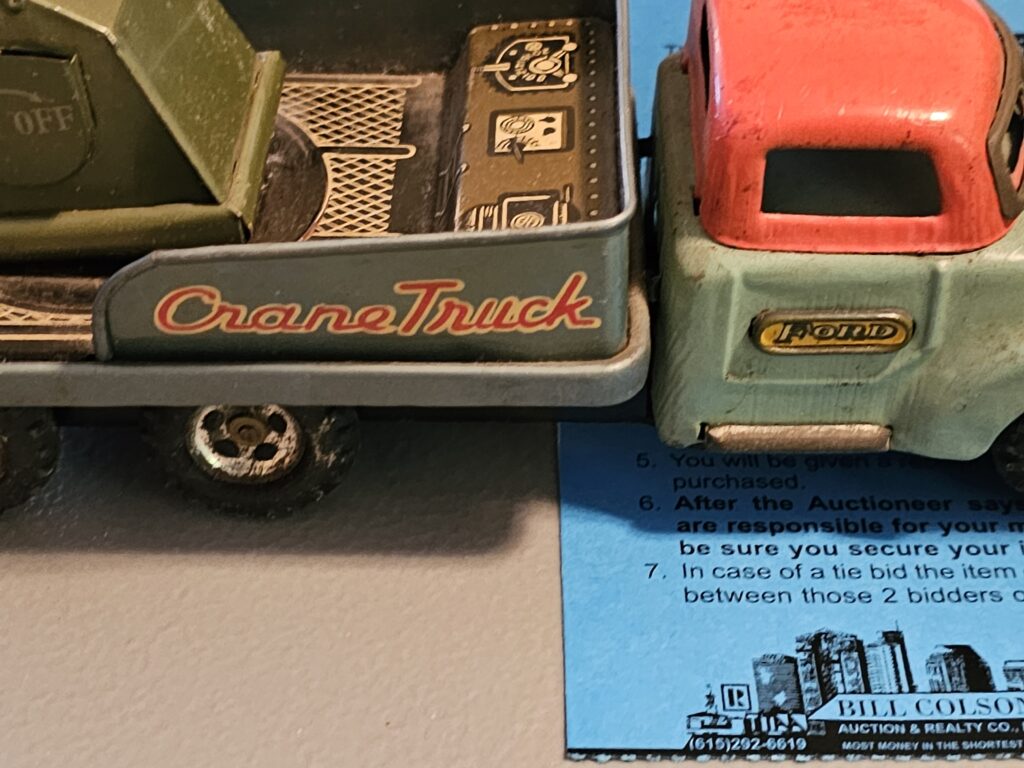 OFF
Crane Truck
FORD
5. You will be given a
purchased;
6. After the Auctioneer says
are responsible for your
be sure you secure your
7. In case of a tie bid the item
between those 2 bidders
R
BILL COLSON
AUCTION & REALTY CO.,
(615)292-6619
MOST MONEY IN THE SHORTEST